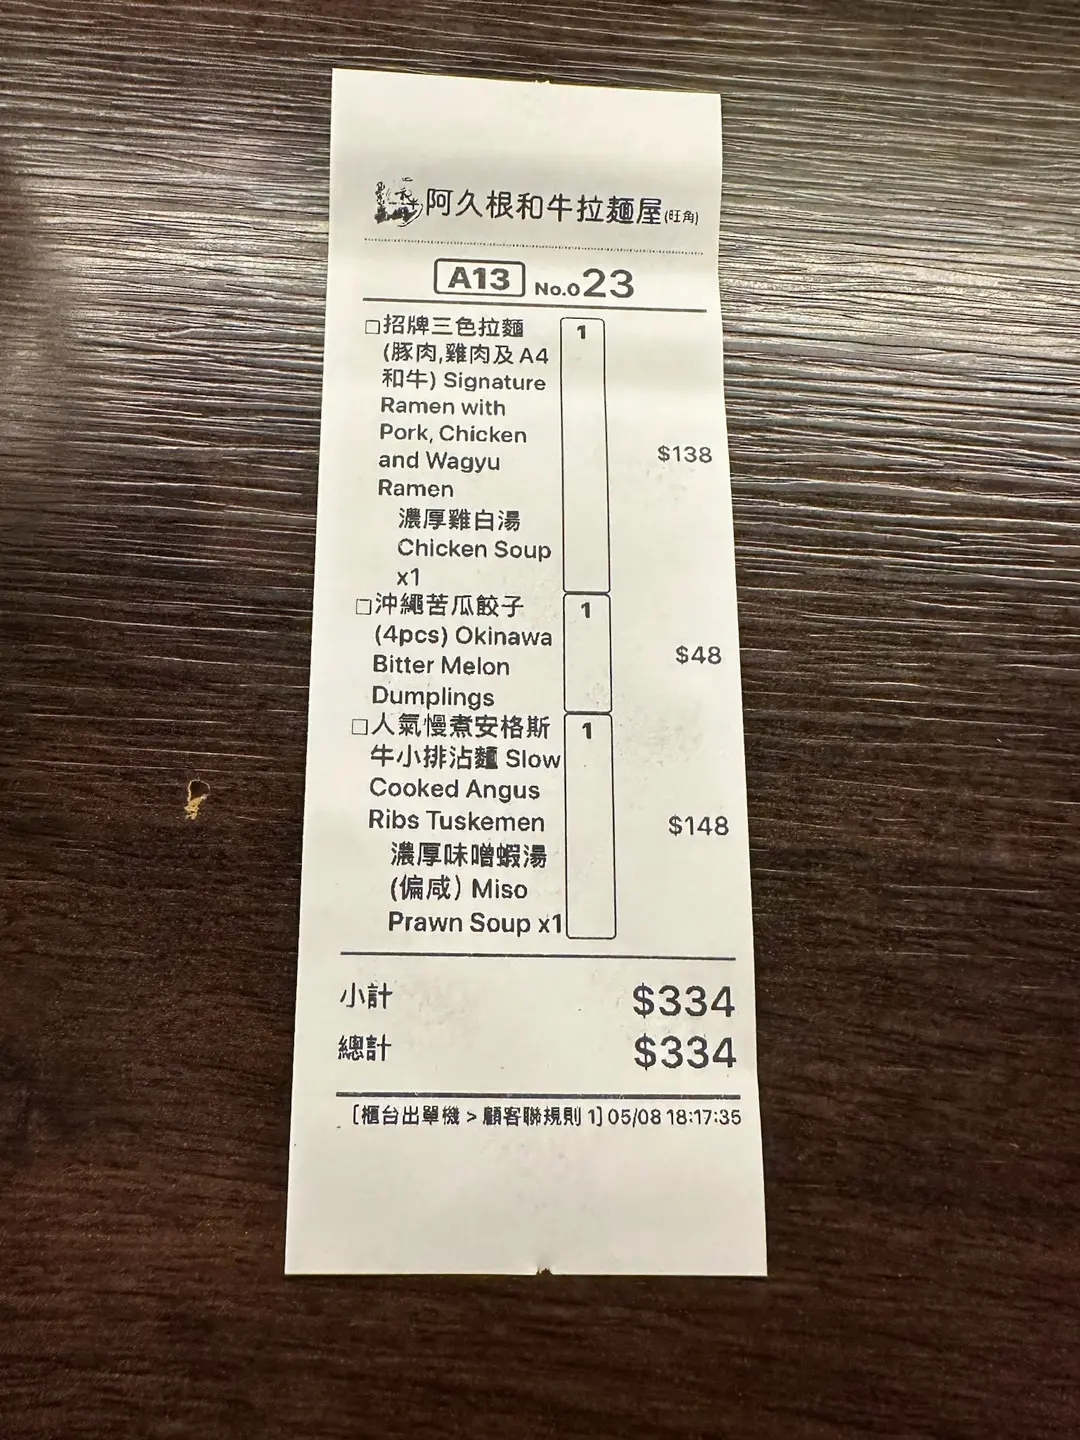 阿久根和牛拉麵屋(旺角)
A13 No.023
□招牌三色拉麵 1
(豚肉,雞肉及A4
和牛) Signature
Ramen with
Pork, Chicken $138
and Wagyu
Ramen
濃厚雞白湯
Chicken Soup
x1
□沖繩苦瓜餃子 1
(4pcs) Okinawa
Bitter Melon $48
Dumplings
□人氣慢煮安格斯 1
牛小排沾麵 Slow
Cooked Angus
Ribs Tuskemen $148
濃厚味噌蝦湯
(偏咸) Miso
Prawn Soup x1
小計 $334
總計 $334
[櫃台出單機 > 顧客聯規則 1] 05/08 18:17:35